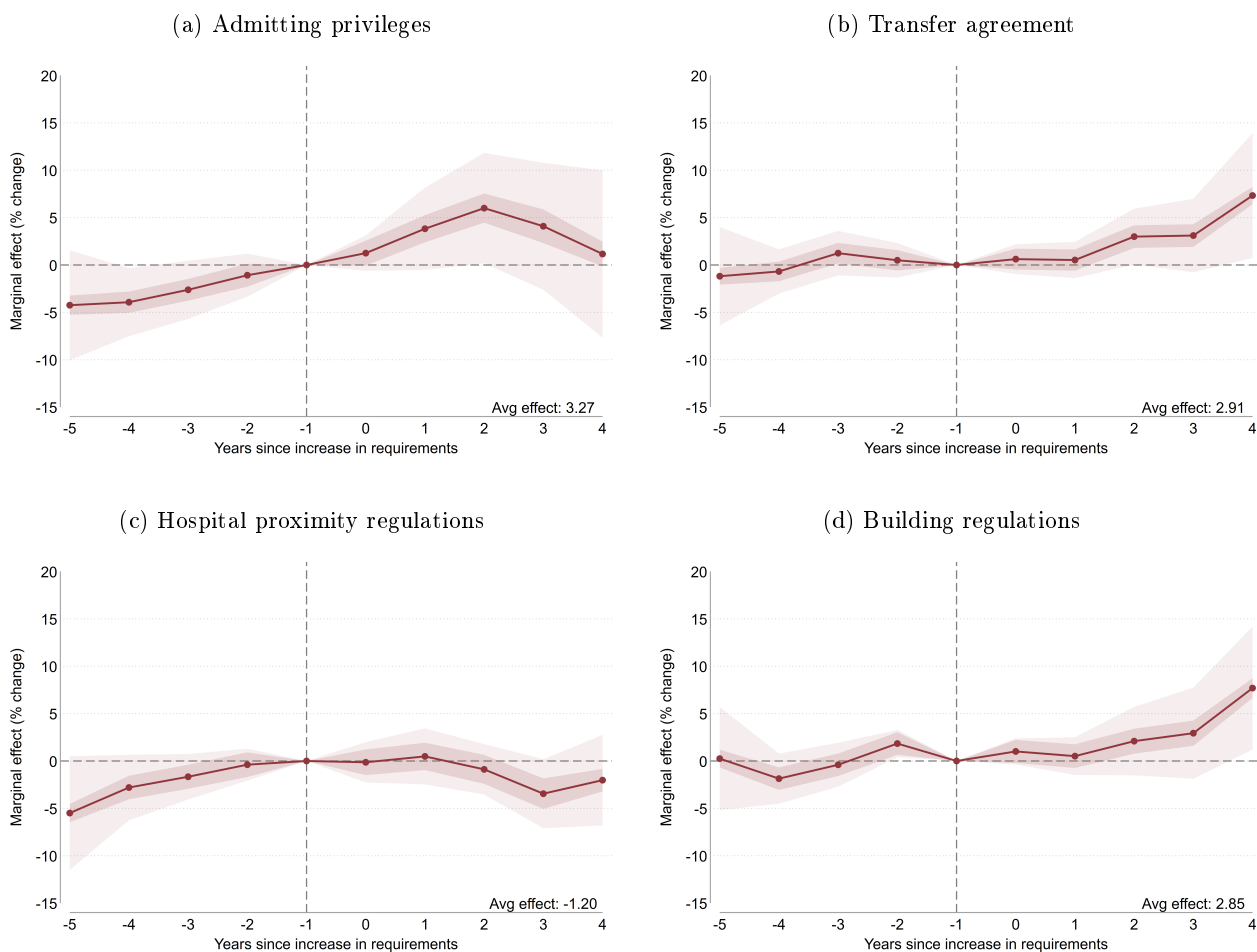 (a) Admitting privileges
20
15
10
5
0
-5
-10
-15
Marginal effect (% change)
Avg effect: 3.27
-5 -4 -3 -2 -1 0 1 2 3 4
Years since increase in requirements
(b) Transfer agreement
20
15
10
5
0
-5
-10
-15
Marginal effect (% change)
Avg effect: 2.91
-5 -4 -3 -2 -1 0 1 2 3 4
Years since increase in requirements
(c) Hospital proximity regulations
20
15
10
5
0
-5
-10
-15
Marginal effect (% change)
Avg effect: -1.20
-5 -4 -3 -2 -1 0 1 2 3 4
Years since increase in requirements
(d) Building regulations
20
15
10
5
0
-5
-10
-15
Marginal effect (% change)
Avg effect: 2.85
-5 -4 -3 -2 -1 0 1 2 3 4
Years since increase in requirements